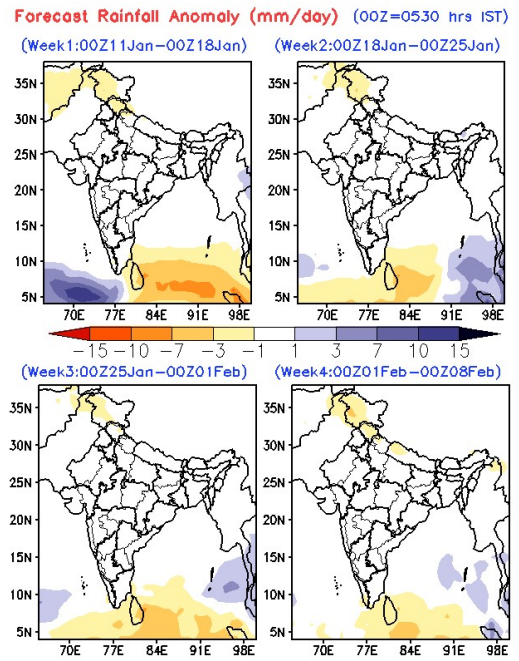 Forecast Rainfall Anomaly (mm/day) (00Z=0530 hrs IST)
(Week1:00Z11Jan−00Z18Jan) (Week2:00Z18Jan−00Z25Jan)
35N 35N
30N 30N
25N 25N
20N 20N
15N 15N
10N 10N
5N 5N
70E 77E 84E 91E 98E 70E 77E 84E 91E 98E
−15 −10 −7 −3 −1 1 3 7 10 15
(Week3:00Z25Jan−00Z01Feb) (Week4:00Z01Feb−00Z08Feb)
35N 35N
30N 30N
25N 25N
20N 20N
15N 15N
10N 10N
5N 5N
70E 77E 84E 91E 98E 70E 77E 84E 91E 98E